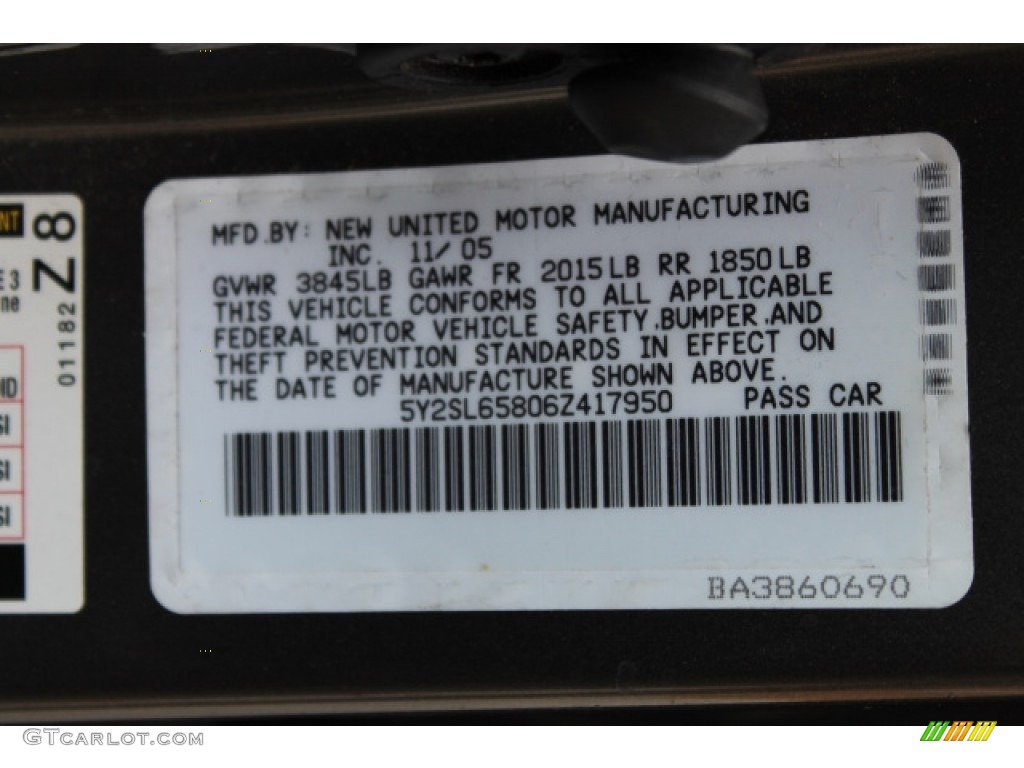 MFD.BY: NEW UNITED MOTOR MANUFACTURING
INC. 11/05
GVWR 3845LB GAWR FR 2015LB RR 1850LB
THIS VEHICLE CONFORMS TO ALL APPLICABLE
FEDERAL MOTOR VEHICLE SAFETY,BUMPER,AND
THEFT PREVENTION STANDARDS IN EFFECT ON
THE DATE OF MANUFACTURE SHOWN ABOVE.
5Y2SL65806Z417950 PASS CAR
BA3860690
Z8
01182
GTCARLOT.COM